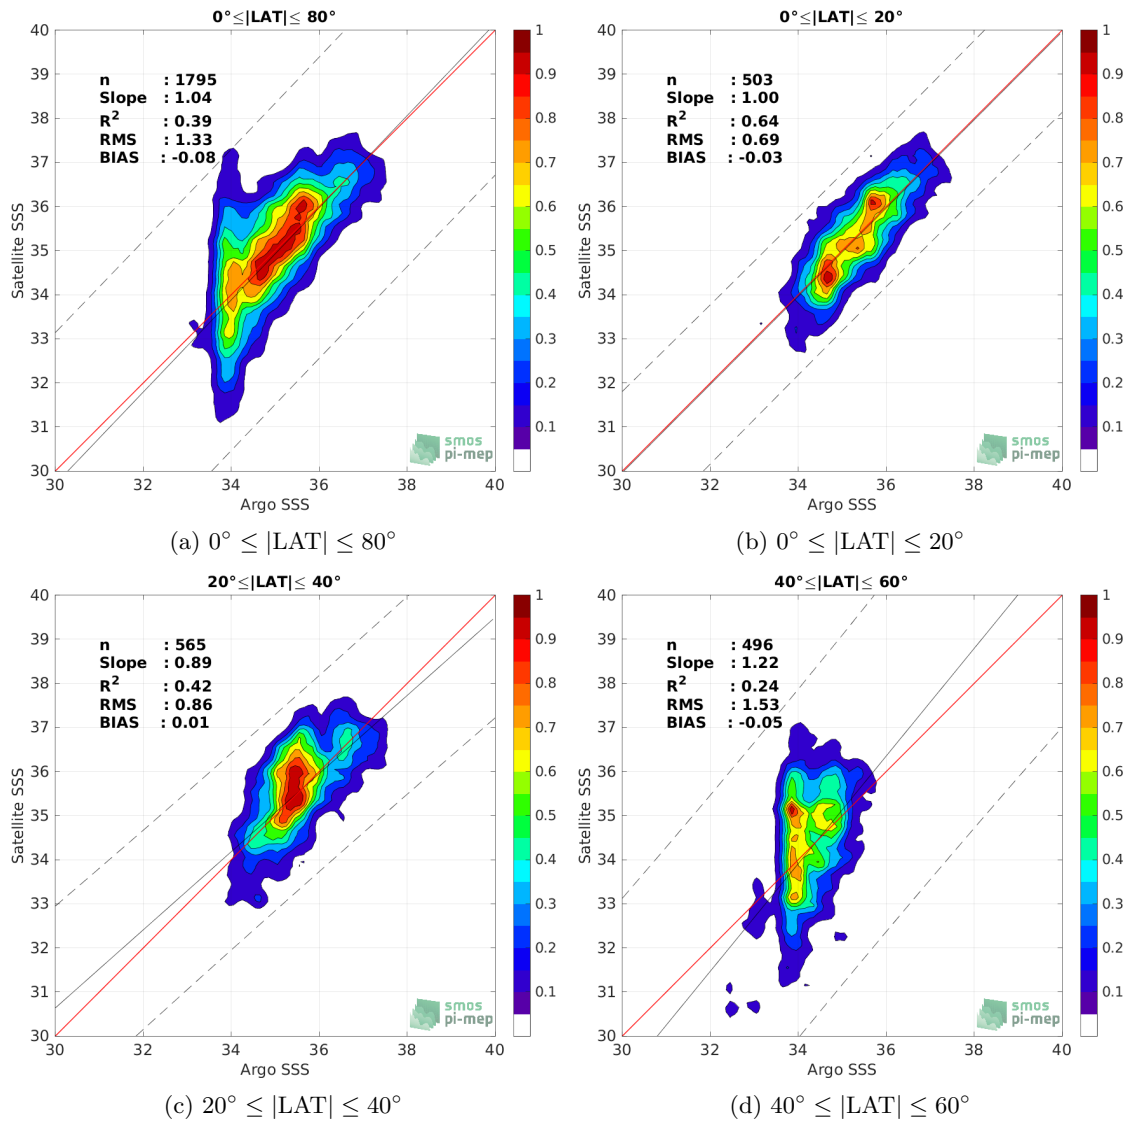 0°≤|LAT|≤ 80°
n : 1795
Slope : 1.04
R2 : 0.39
RMS : 1.33
BIAS : -0.08
Satellite SSS
40
39
38
37
36
35
34
33
32
31
30
30 32 34 36 38 40
Argo SSS
1
0.9
0.8
0.7
0.6
0.5
0.4
0.3
0.2
0.1
smos
pi-mep
(a) 0° ≤ |LAT| ≤ 80°
0°≤|LAT|≤ 20°
n : 503
Slope : 1.00
R2 : 0.64
RMS : 0.69
BIAS : -0.03
Satellite SSS
40
39
38
37
36
35
34
33
32
31
30
30 32 34 36 38 40
Argo SSS
1
0.9
0.8
0.7
0.6
0.5
0.4
0.3
0.2
0.1
smos
pi-mep
(b) 0° ≤ |LAT| ≤ 20°
20°≤|LAT|≤ 40°
n : 565
Slope : 0.89
R2 : 0.42
RMS : 0.86
BIAS : 0.01
Satellite SSS
40
39
38
37
36
35
34
33
32
31
30
30 32 34 36 38 40
Argo SSS
1
0.9
0.8
0.7
0.6
0.5
0.4
0.3
0.2
0.1
smos
pi-mep
(c) 20° ≤ |LAT| ≤ 40°
40°≤|LAT|≤ 60°
n : 496
Slope : 1.22
R2 : 0.24
RMS : 1.53
BIAS : -0.05
Satellite SSS
40
39
38
37
36
35
34
33
32
31
30
30 32 34 36 38 40
Argo SSS
1
0.9
0.8
0.7
0.6
0.5
0.4
0.3
0.2
0.1
smos
pi-mep
(d) 40° ≤ |LAT| ≤ 60°